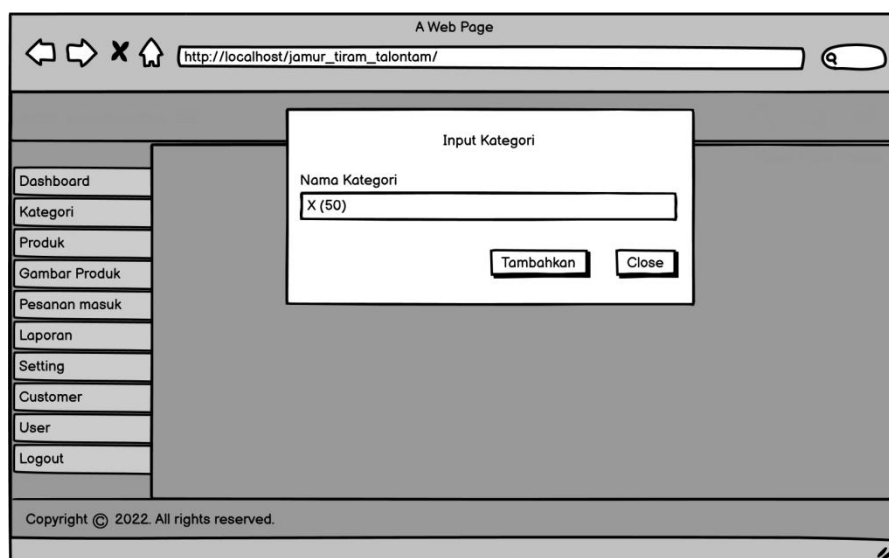 A Web Page
http://localhost/jamur_tiram_talontam/
Input Kategori
Nama Kategori
X (50)
Tambahkan
Close
Dashboard
Kategori
Produk
Gambar Produk
Pesanan masuk
Laporan
Setting
Customer
User
Logout
Copyright © 2022. All rights reserved.